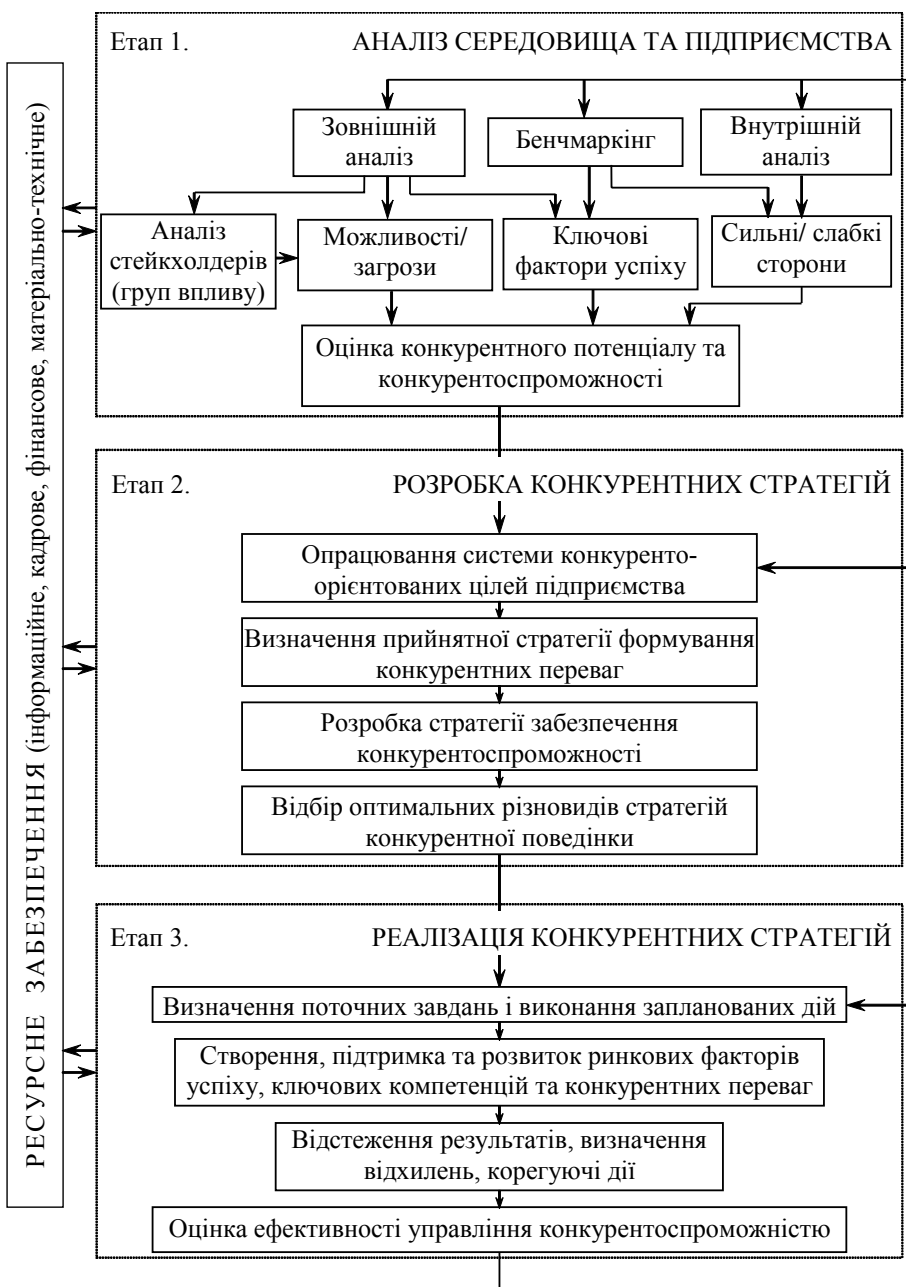 РЕСУРСНЕ ЗАБЕЗПЕЧЕННЯ (інформаційне, кадрове, фінансове, матеріально-технічне)
Етап 1. АНАЛІЗ СЕРЕДОВИЩА ТА ПІДПРИЄМСТВА
Зовнішній
аналіз
Бенчмаркінг
Внутрішній
аналіз
Аналіз
стейкхолдерів
(груп впливу)
Можливості/
загрози
Ключові
фактори успіху
Сильні/ слабкі
сторони
Оцінка конкурентного потенціалу та
конкурентоспроможності
Етап 2. РОЗРОБКА КОНКУРЕНТНИХ СТРАТЕГІЙ
Опрацювання системи конкуренто-
орієнтованих цілей підприємства
Визначення прийнятної стратегії формування
конкурентних переваг
Розробка стратегії забезпечення
конкурентоспроможності
Відбір оптимальних різновидів стратегій
конкурентної поведінки
Етап 3. РЕАЛІЗАЦІЯ КОНКУРЕНТНИХ СТРАТЕГІЙ
Визначення поточних завдань і виконання запланованих дій
Створення, підтримка та розвиток ринкових факторів
успіху, ключових компетенцій та конкурентних переваг
Відстеження результатів, визначення
відхилень, корегуючі дії
Оцінка ефективності управління конкурентоспроможністю